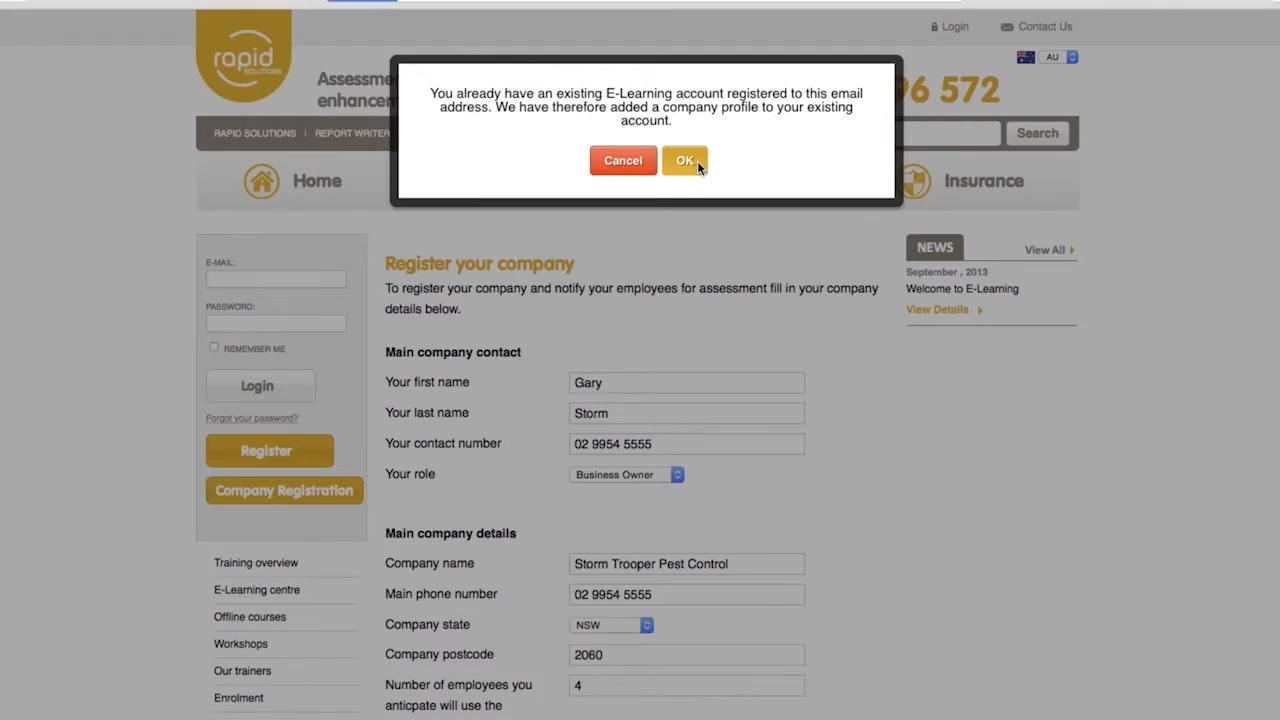 Login
Contact Us
AU
rapid
SOLUTIONS
Assessme
enhancem
96 572
You already have an existing E-Learning account registered to this email
address. We have therefore added a company profile to your existing
account.
Cancel
OK
RAPID SOLUTIONS
REPORT WRITER
Search
Home
Insurance
E-MAIL:
PASSWORD:
REMEMBER ME
Login
Forgot your password?
Register
Company Registration
Training overview
E-Learning centre
Offline courses
Workshops
Our trainers
Enrolment
Register your company
To register your company and notify your employees for assessment fill in your company
details below.
Main company contact
Your first name Gary
Your last name Storm
Your contact number 02 9954 5555
Your role Business Owner
Main company details
Company name Storm Trooper Pest Control
Main phone number 02 9954 5555
Company state NSW
Company postcode 2060
Number of employees you 4
anticpate will use the
NEWS
View All
September , 2013
Welcome to E-Learning
View Details